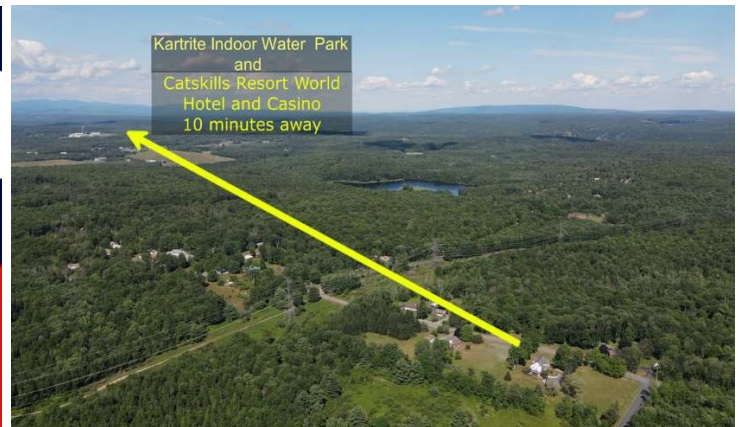 Kartrite Indoor Water Park
and
Catskills Resort World
Hotel and Casino
10 minutes away